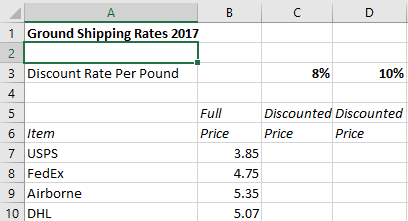 A B C D
1 Ground Shipping Rates 2017
2
3 Discount Rate Per Pound 8% 10%
4
5 Full Discounted Discounted
6 Item Price Price Price
7 USPS 3.85
8 FedEx 4.75
9 Airborne 5.35
10 DHL 5.07